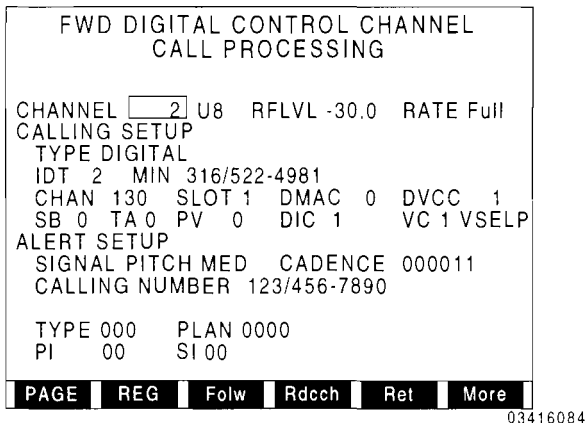 FWD DIGITAL CONTROL CHANNEL
CALL PROCESSING
CHANNEL 2 U8 RFLVL -30.0 RATE Full
CALLING SETUP
TYPE DIGITAL
IDT 2 MIN 316/522-4981
CHAN 130 SLOT 1 DMAC 0 DVCC 1
SB 0 TA 0 PV 0 DIC 1 VC 1 VSELP
ALERT SETUP
SIGNAL PITCH MED CADENCE 000011
CALLING NUMBER 123/456-7890
TYPE 000 PLAN 0000
PI 00 SI 00
PAGE REG Folw Rdcch Ret More
03416084